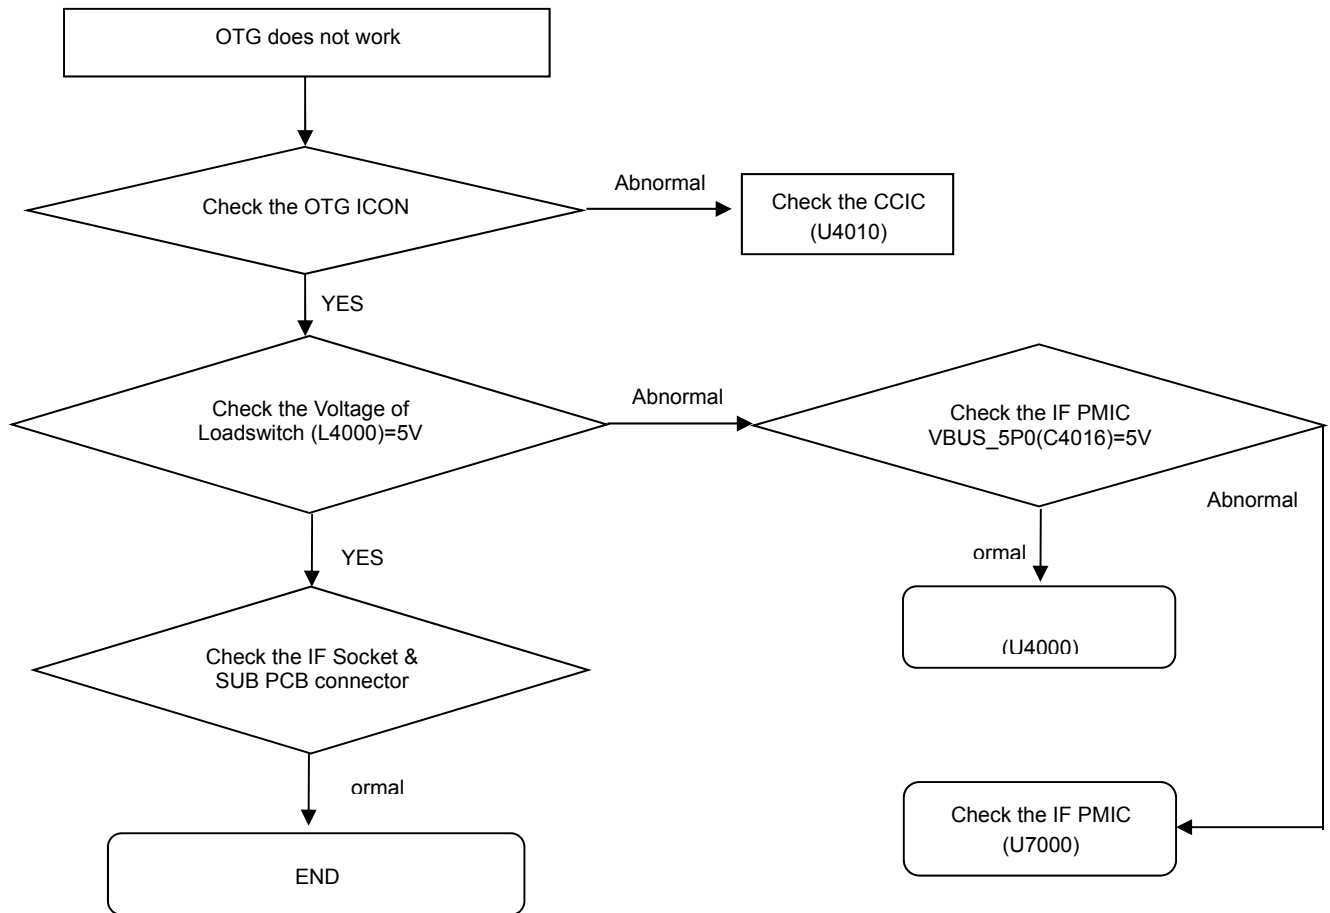 OTG does not work
Check the OTG ICON
Abnormal
Check the CCIC
(U4010)
YES
Check the Voltage of
Loadswitch (L4000)=5V
Abnormal
Check the IF PMIC
VBUS_5P0(C4016)=5V
Abnormal
ormal
(U4000)
YES
Check the IF Socket &
SUB PCB connector
ormal
Check the IF PMIC
(U7000)
END